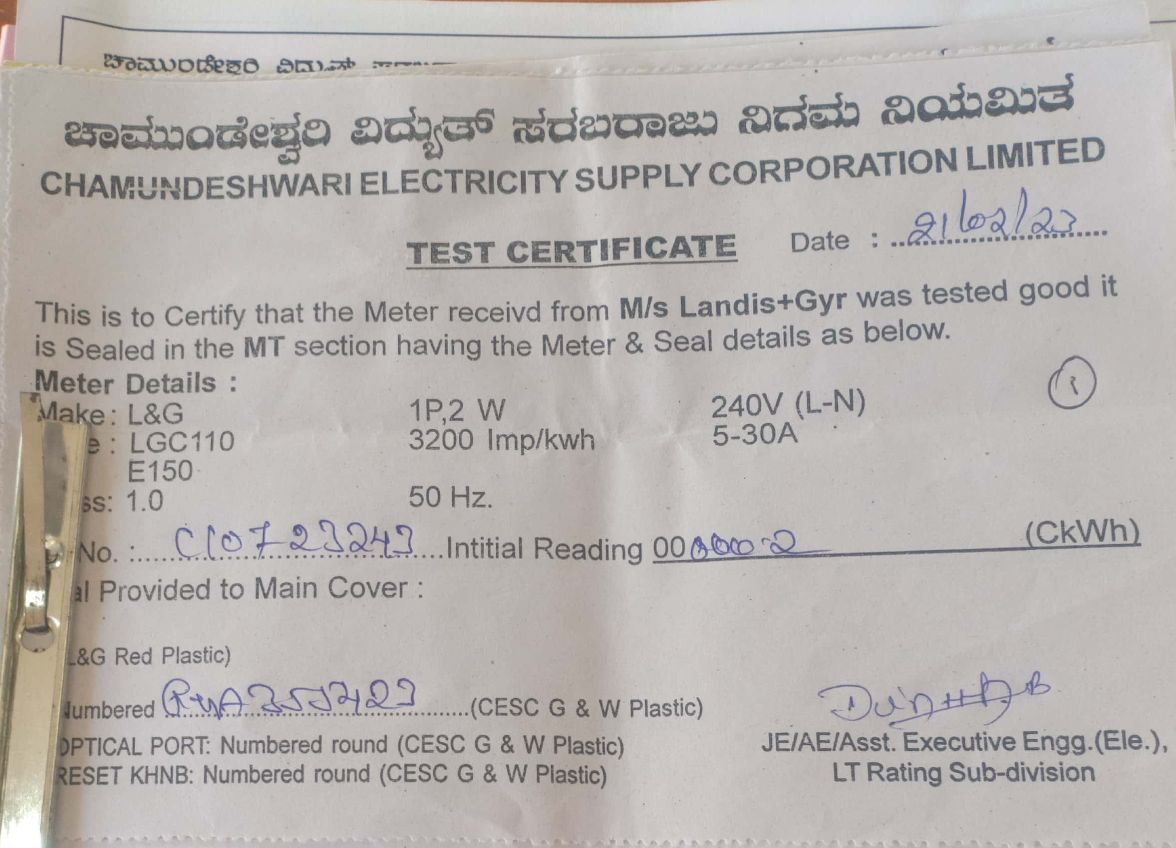 ಚಾಮುಂಡೇಶ್ವರಿ ವಿದ್ಯುತ್ ಸರಬರಾಜು ನಿಗಮ ನಿಯಮಿತ
CHAMUNDESHWARI ELECTRICITY SUPPLY CORPORATION LIMITED
TEST CERTIFICATE Date : 21/02/23
This is to Certify that the Meter receivd from M/s Landis+Gyr was tested good it
is Sealed in the MT section having the Meter & Seal details as below.
Meter Details :
Make : L&G 1P,2 W 240V (L-N)
e : LGC110 3200 Imp/kwh 5-30A
E150
ss: 1.0 50 Hz.
No. : C10723243 Intitial Reading 000000.2 (CkWh)
al Provided to Main Cover :
L&G Red Plastic)
Numbered (CESC G & W Plastic)
OPTICAL PORT: Numbered round (CESC G & W Plastic) JE/AE/Asst. Executive Engg.(Ele.),
RESET KHNB: Numbered round (CESC G & W Plastic) LT Rating Sub-division